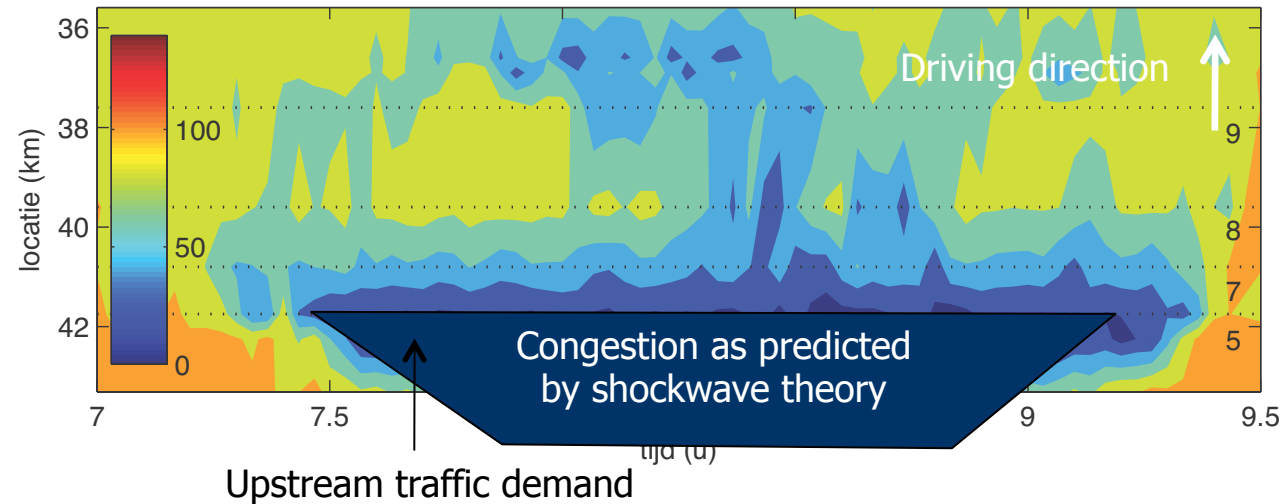 36
38
40
42
locatie (km)
100
50
0
Driving direction
9
8
7
5
Congestion as predicted
by shockwave theory
7
7.5
9
9.5
tijd (u)
Upstream traffic demand